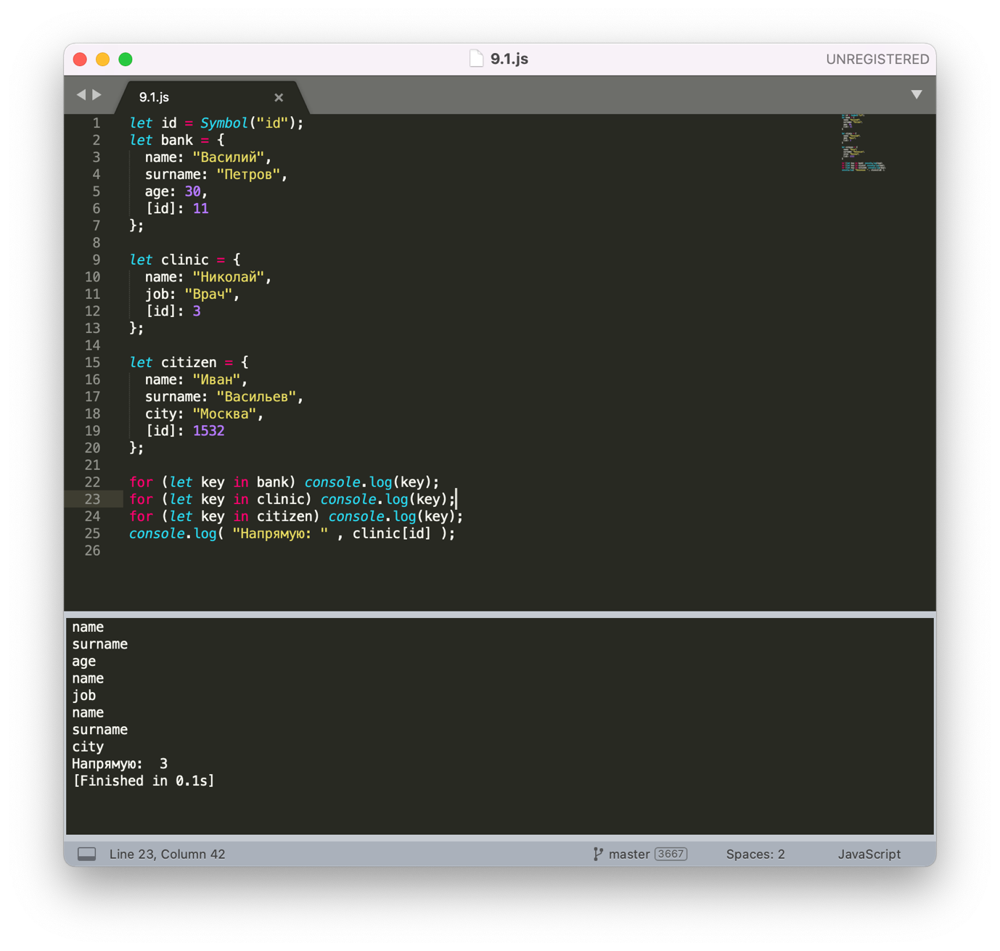 9.1.js
UNREGISTERED
9.1.js
1 let id = Symbol("id");
2 let bank = {
3 name: "Василий",
4 surname: "Петров",
5 age: 30,
6 [id]: 11
7 };
8
9 let clinic = {
10 name: "Николай",
11 job: "Врач",
12 [id]: 3
13 };
14
15 let citizen = {
16 name: "Иван",
17 surname: "Васильев",
18 city: "Москва",
19 [id]: 1532
20 };
21
22 for (let key in bank) console.log(key);
23 for (let key in clinic) console.log(key);
24 for (let key in citizen) console.log(key);
25 console.log( "Напрямую: " , clinic[id] );
26
name
surname
age
name
job
name
surname
city
Напрямую:  3
[Finished in 0.1s]
Line 23, Column 42
master 3667
Spaces: 2
JavaScript